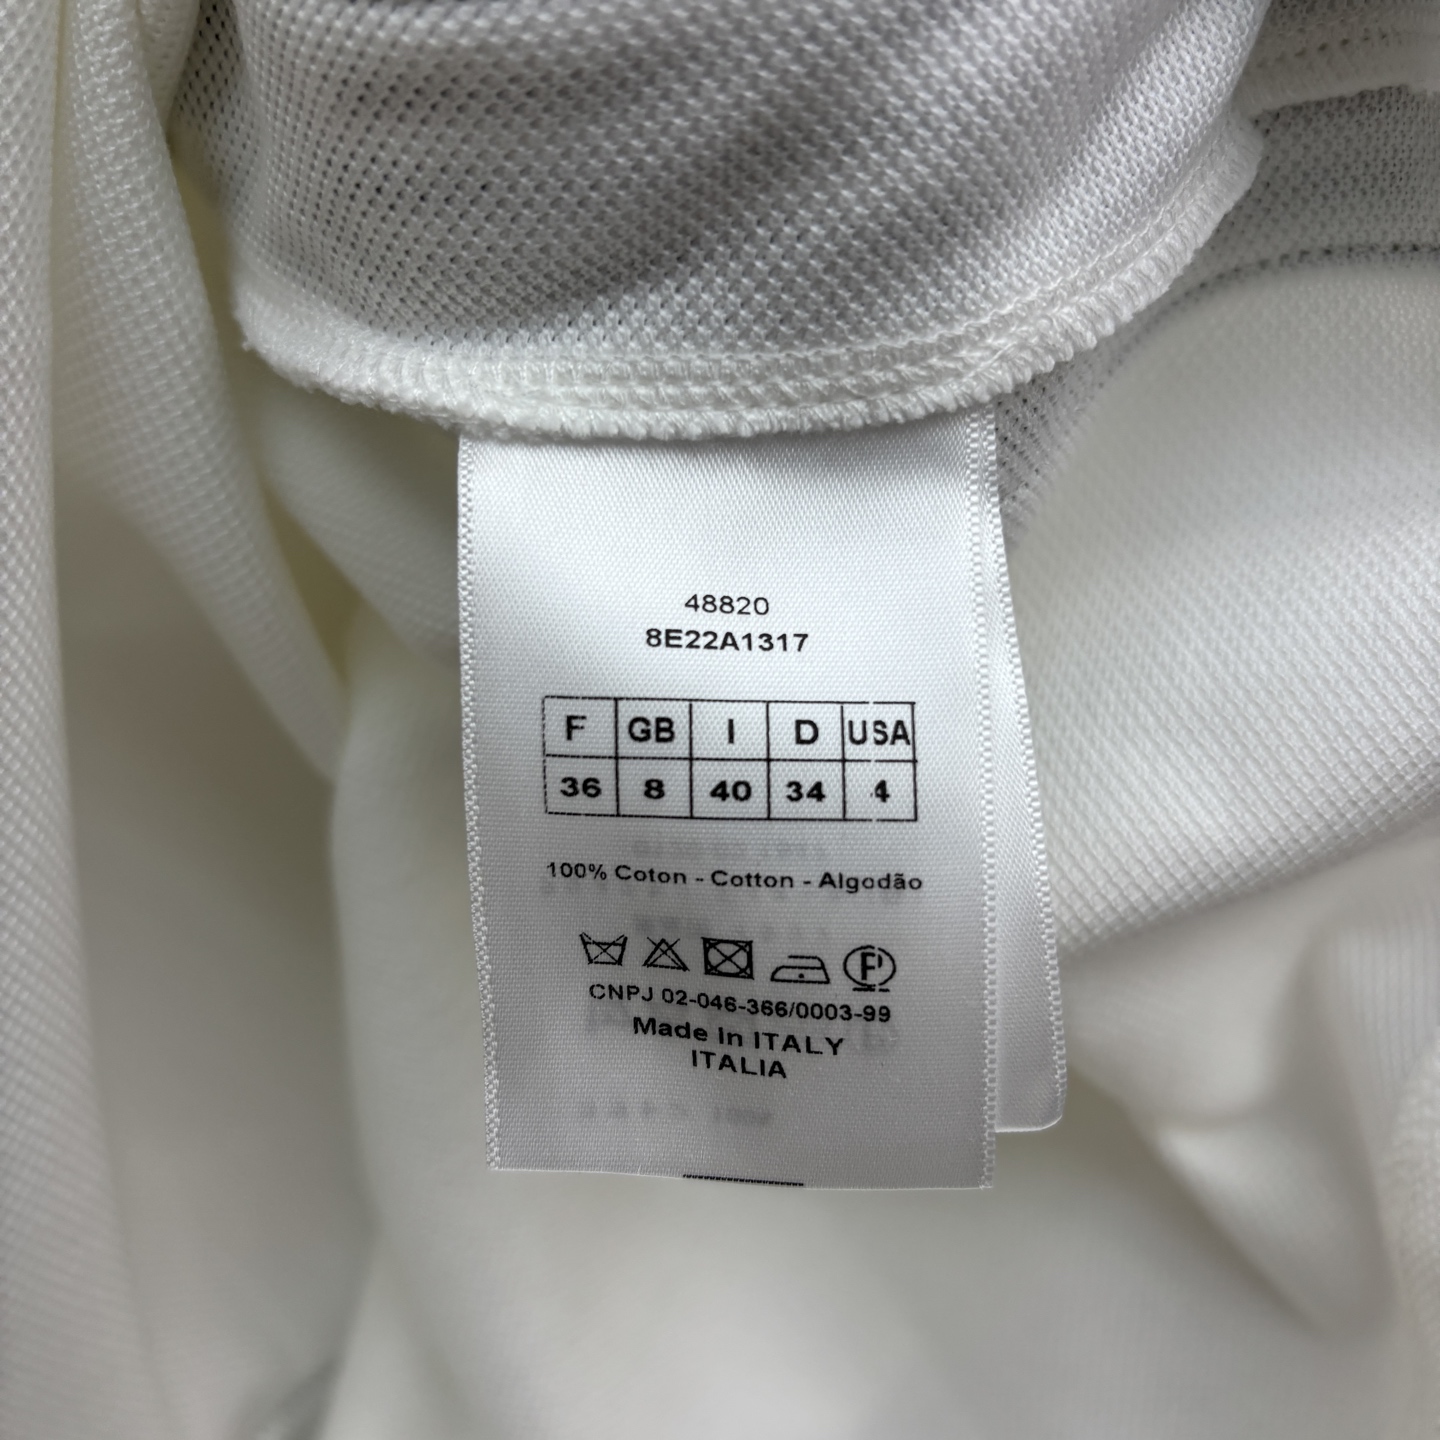 48820
8E22A1317
F GB I D USA
36 8 40 34 4
100% Coton - Cotton - Algodão
P
CNPJ 02-046-366/0003-99
Made In ITALY
ITALIA